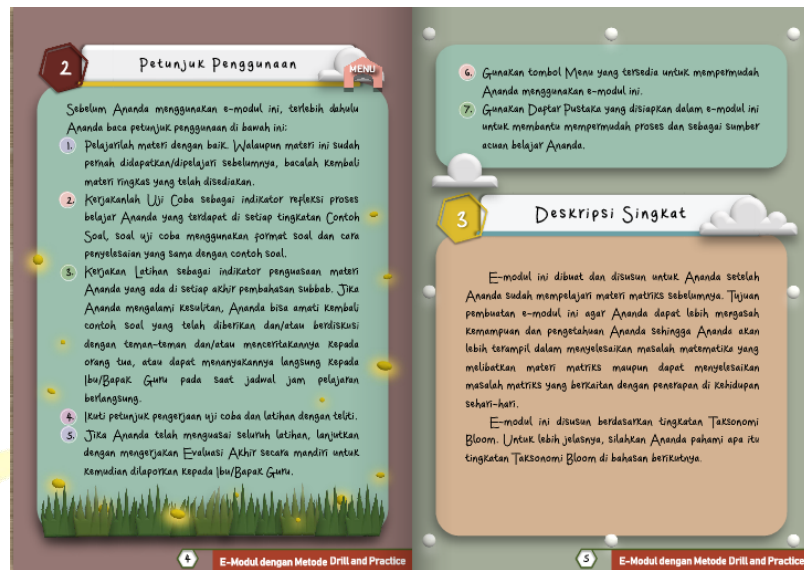 2
Petunjuk Penggunaan
MENU
Sebelum Ananda menggunakan e-modul ini, terlebih dahulu
Ananda baca petunjuk penggunaan di bawah ini:
1. Pelajarilah materi dengan baik. Walaupun materi ini sudah
pernah didapatkan/dipelajari sebelumnya, bacalah kembali
materi ringkas yang telah disediakan.
2. Kerjakanlah Uji Coba sebagai indikator refleksi proses
belajar Ananda yang terdapat di setiap tingkatan Contoh
Soal, soal uji coba menggunakan format soal dan cara
penyelesaian yang sama dengan contoh soal.
3. Kerjakan Latihan sebagai indikator penguasaan materi
Ananda yang ada di setiap akhir pembahasan subbab. Jika
Ananda mengalami kesulitan, Ananda bisa amati kembali
contoh soal yang telah diberikan dan/atau berdiskusi
dengan teman-teman dan/atau menceritakannya kepada
orang tua, atau dapat menanyakannya langsung kepada
Ibu/Bapak Guru pada saat jadwal jam pelajaran
berlangsung.
4. Ikuti petunjuk pengerjaan uji coba dan latihan dengan teliti.
5. Jika Ananda telah menguasai seluruh latihan, lanjutkan
dengan mengerjakan Evaluasi Akhir secara mandiri untuk
kemudian dilaporkan kepada Ibu/Bapak Guru.
4
E-Modul dengan Metode Drill and Practice
6. Gunakan tombol Menu yang tersedia untuk mempermudah
Ananda menggunakan e-modul ini.
7. Gunakan Daptar Pustaka yang disiapkan dalam e-modul ini
untuk membantu mempermudah proses dan sebagai sumber
acuan belajar Ananda.
3
Deskripsi Singkat
E-modul ini dibuat dan disusun untuk Ananda setelah
Ananda sudah mempelajari materi matriks sebelumnya. Tujuan
pembuatan e-modul ini agar Ananda dapat lebih mengasah
kemampuan dan pengetahuan Ananda sehingga Ananda akan
lebih terampil dalam menyelesaikan masalah matematika yang
melibatkan materi matriks maupun dapat menyelesaikan
masalah matriks yang berkaitan dengan penerapan di kehidupan
sehari-hari.
E-modul ini disusun berdasarkan tingkatan Taksonomi
Bloom. Untuk lebih jelasnya, silahkan Ananda pahami apa itu
tingkatan Taksonomi Bloom di bahasan berikutnya.
5
E-Modul dengan Metode Drill and Practice